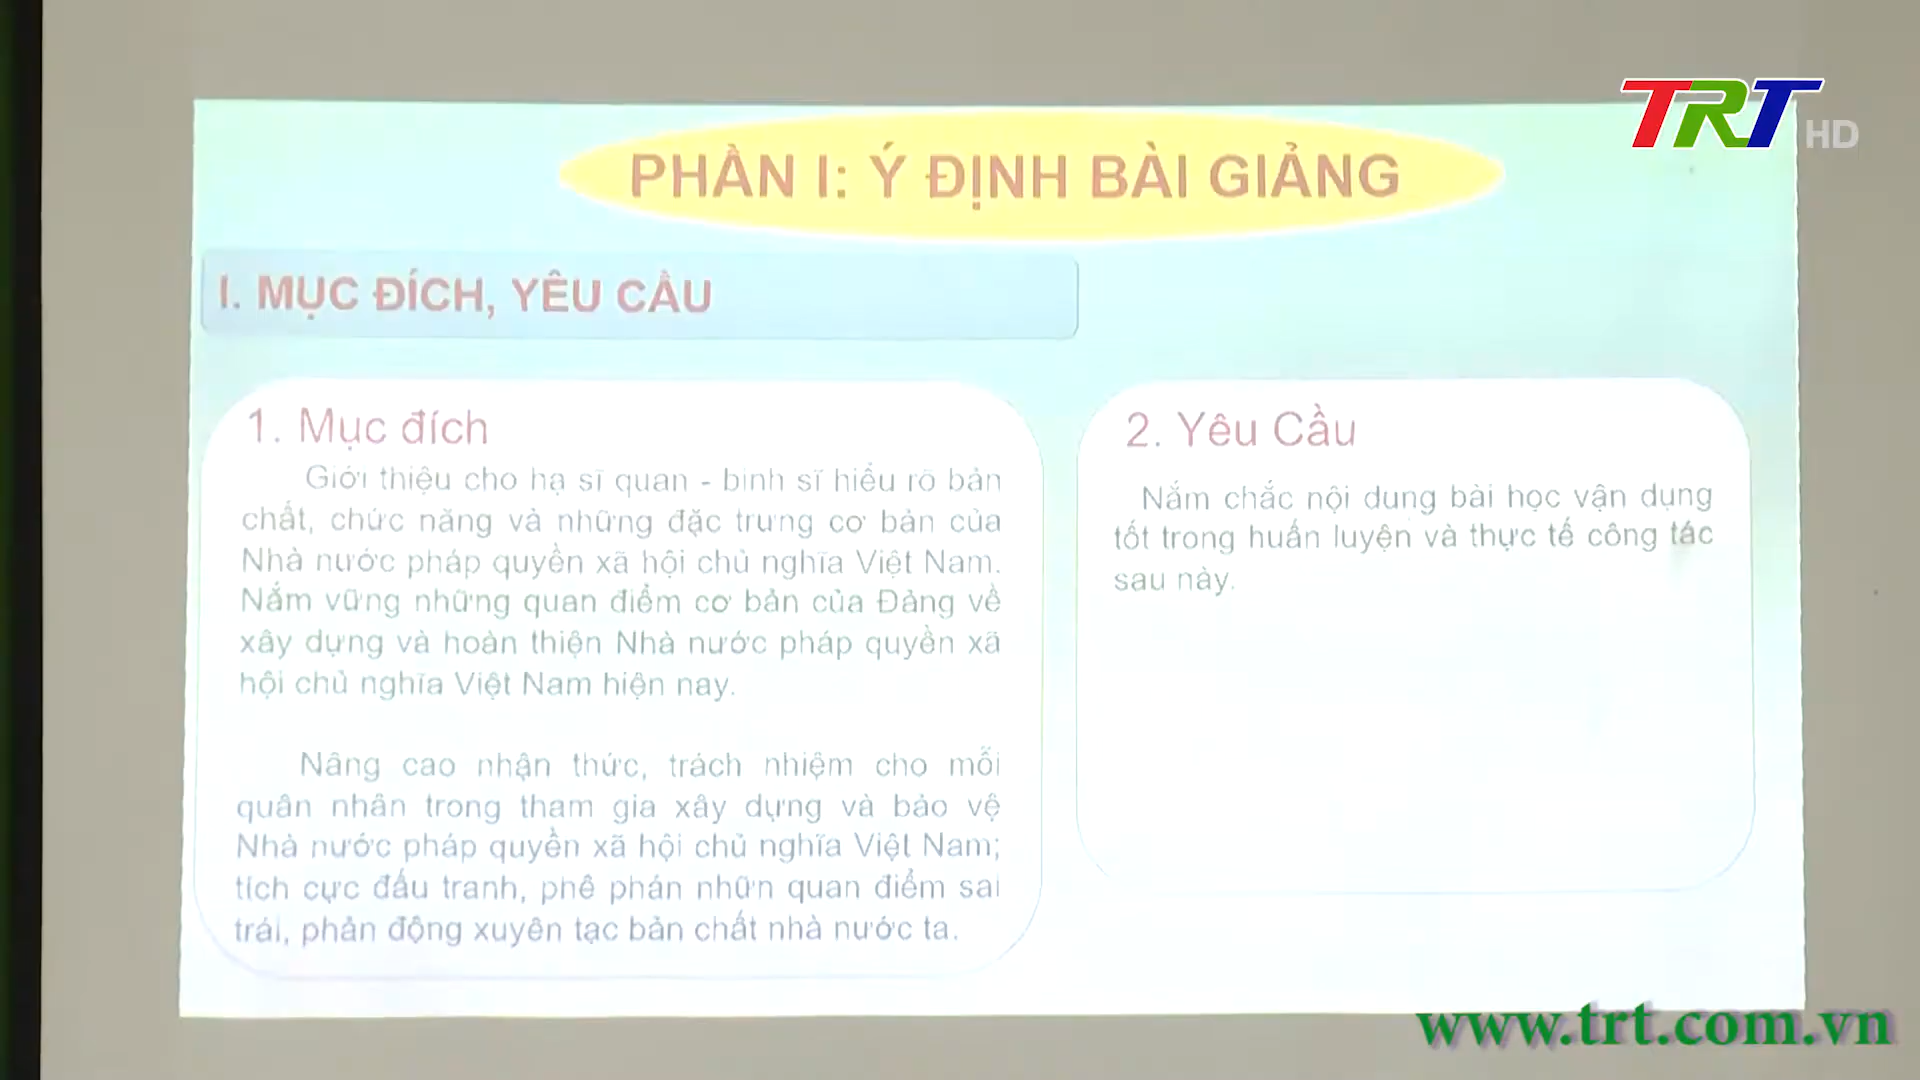 TRT HD
PHẦN I: Ý ĐỊNH BÀI GIẢNG
I. MỤC ĐÍCH, YÊU CẦU
1. Mục đích
Giới thiệu cho hạ sĩ quan - binh sĩ hiểu rõ bản
chất, chức năng và những đặc trưng cơ bản của
Nhà nước pháp quyền xã hội chủ nghĩa Việt Nam.
Nắm vững những quan điểm cơ bản của Đảng về
xây dựng và hoàn thiện Nhà nước pháp quyền xã
hội chủ nghĩa Việt Nam hiện nay.
Nâng cao nhận thức, trách nhiệm cho mỗi
quân nhân trong tham gia xây dựng và bảo vệ
Nhà nước pháp quyền xã hội chủ nghĩa Việt Nam;
tích cực đấu tranh, phê phán nhữn quan điểm sai
trái, phản động xuyên tạc bản chất nhà nước ta.
2. Yêu Cầu
Nắm chắc nội dung bài học vận dụng
tốt trong huấn luyện và thực tế công tác
sau này.
www.trt.com.vn